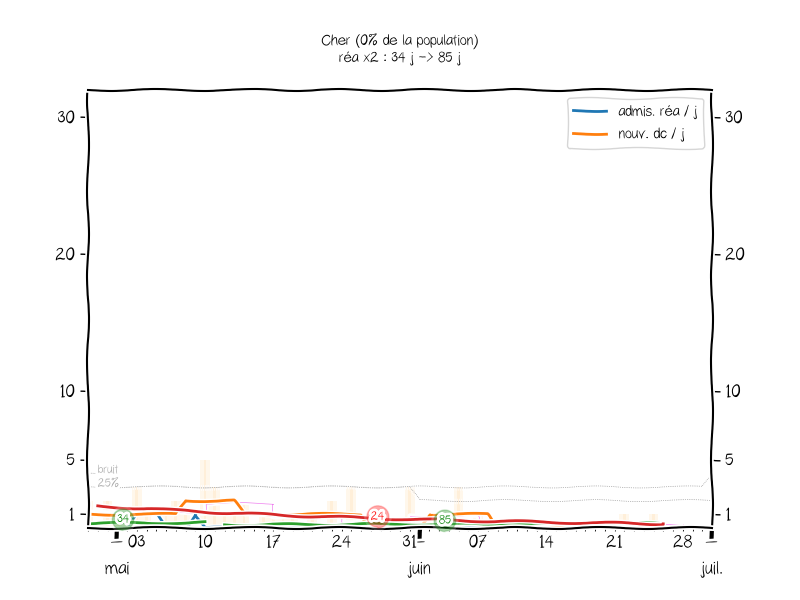 Cher (0% de la population)
réa x2 : 34 j -> 85 j
admis. réa / j
nouv. dc / j
30
30
20
20
10
10
5
5
bruit
25%
1
1
34
24
85
03
10
17
24
31
07
14
21
28
mai
juin
juil.